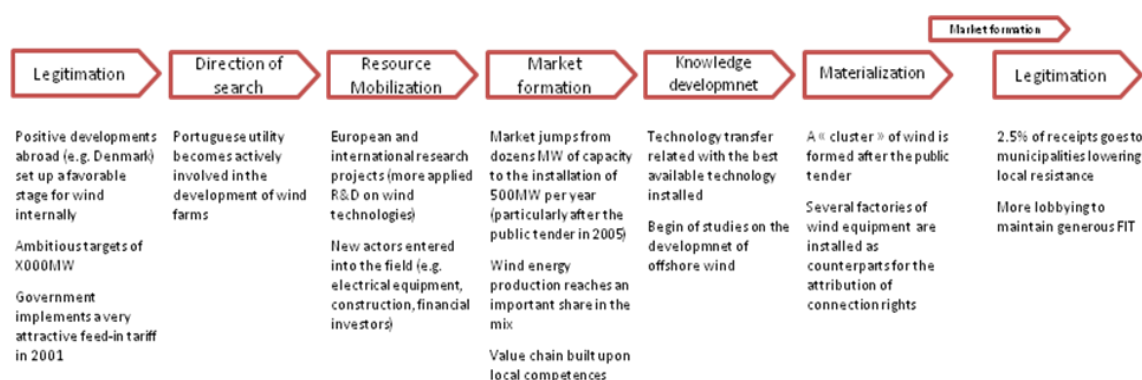 Market formation
Legitimation
Direction of
search
Resource
Mobilization
Market
formation
Knowledge
developmnet
Materialization
Legitimation
Positive developments
abroad (e.g. Denmark)
set up a favorable
stage for wind
internally
Ambitious targets of
X000MW
Government
implements a very
attractive feed-in tariff
in 2001
Portuguese utility
becomes actively
involved in the
development of wind
farms
European and
international research
projects (more applied
R&D on wind
technologies)
New actors entered
into the field (e.g.
electrical equipment,
construction, financial
investors)
Market jumps from
dozens MW of capacity
to the installation of
500MW per year
(particularly after the
public tender in 2005)
Wind energy
production reaches an
important share in the
mix
Value chain built upon
local competences
Technology transfer
related with the best
available technology
installed
Begin of studies on the
developmnet of
offshore wind
A « cluster » of wind is
formed after the public
tender
Several factories of
wind equipment are
installed as
counterparts for the
attribution of
connection rights
2.5% of receipts goes to
municipalities lowering
local resistance
More lobbying to
maintain generous FIT